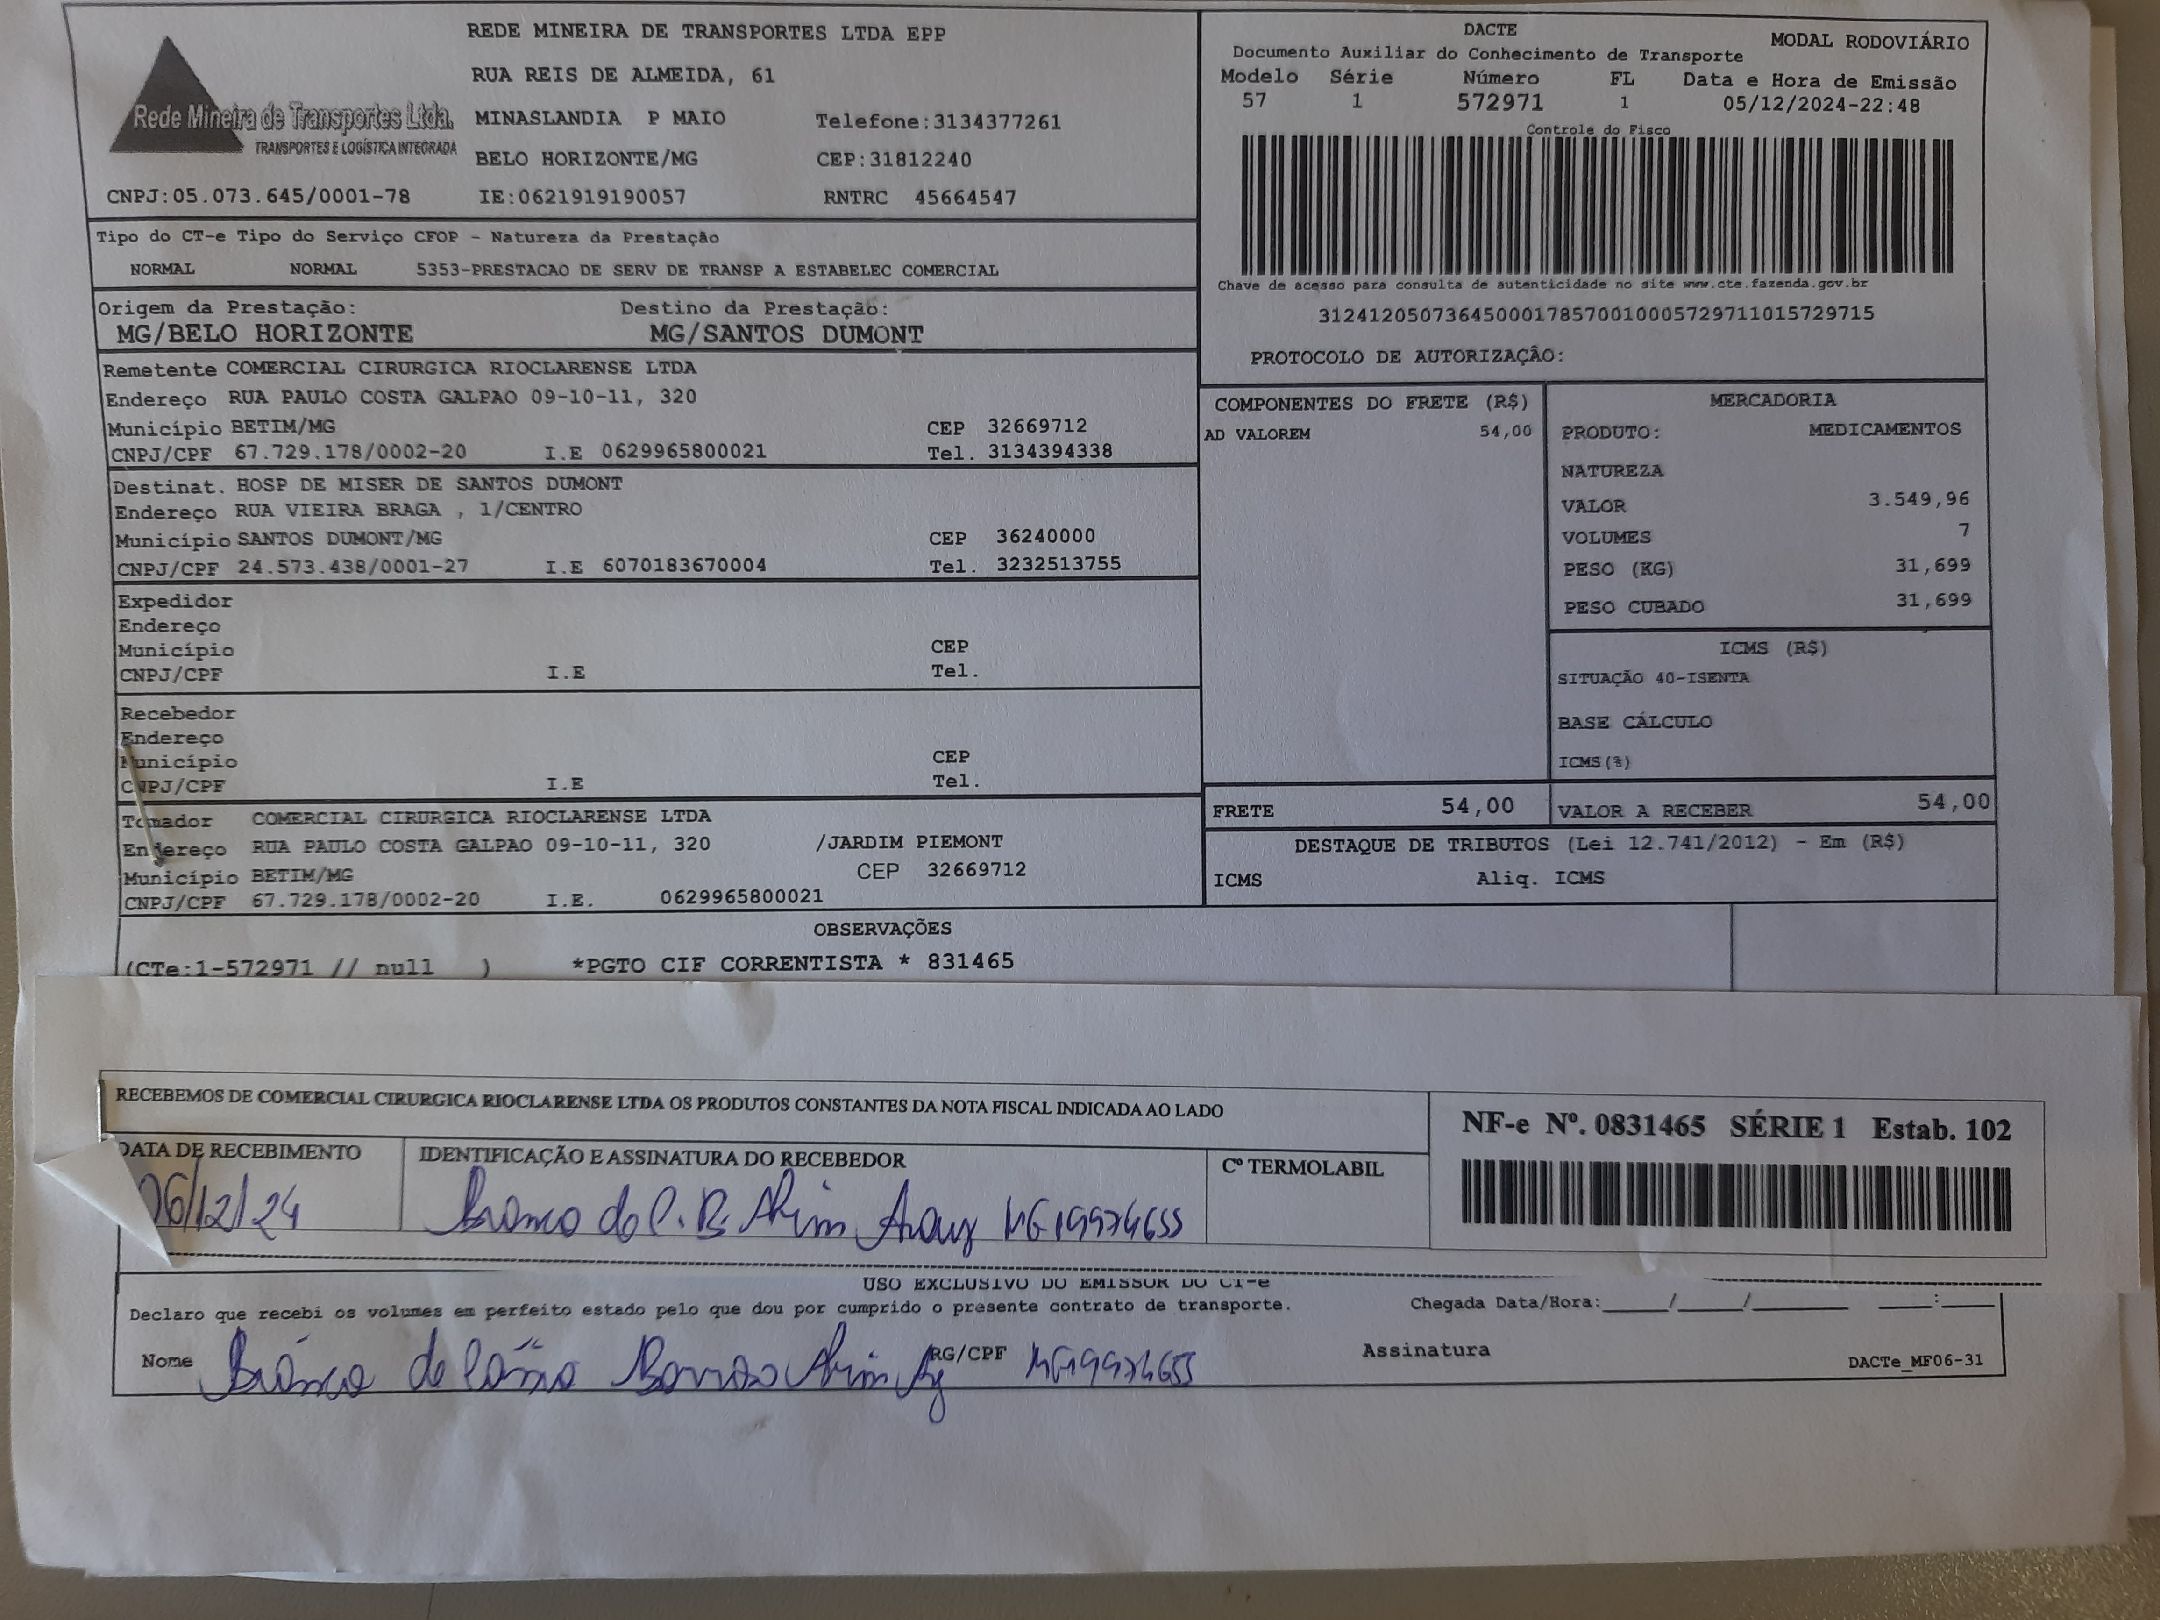 REDE MINEIRA DE TRANSPORTES LTDA EPP
RUA REIS DE ALMEIDA, 61
MINASLANDIA P MAIO Telefone:3134377261
BELO HORIZONTE/MG CEP:31812240
Rede Mineira de Transportes Ltda.
TRANSPORTES E LOGÍSTICA INTEGRADA
CNPJ:05.073.645/0001-78 IE:0621919190057 RNTRC 45664547
DACTE
Documento Auxiliar do Conhecimento de Transporte MODAL RODOVIÁRIO
Modelo Série Número FL Data e Hora de Emissão
57 1 572971 1 05/12/2024-22:48
Controle do Fisco
Chave de acesso para consulta de autenticidade no site www.cte.fazenda.gov.br
31241205073645000178570010005729711015729715
PROTOCOLO DE AUTORIZAÇÃO:
Tipo do CT-e Tipo do Serviço CFOP - Natureza da Prestação
NORMAL NORMAL 5353-PRESTACAO DE SERV DE TRANSP A ESTABELEC COMERCIAL
Origem da Prestação: Destino da Prestação:
MG/BELO HORIZONTE MG/SANTOS DUMONT
Remetente COMERCIAL CIRURGICA RIOCLARENSE LTDA
Endereço RUA PAULO COSTA GALPAO 09-10-11, 320
Município BETIM/MG CEP 32669712
CNPJ/CPF 67.729.178/0002-20 I.E 0629965800021 Tel. 3134394338
Destinat. HOSP DE MISER DE SANTOS DUMONT
Endereço RUA VIEIRA BRAGA , 1/CENTRO
Município SANTOS DUMONT/MG CEP 36240000
CNPJ/CPF 24.573.438/0001-27 I.E 6070183670004 Tel. 3232513755
Expedidor
Endereço
Município CEP
CNPJ/CPF I.E Tel.
Recebedor
Endereço
Município CEP
CNPJ/CPF I.E Tel.
Tomador COMERCIAL CIRURGICA RIOCLARENSE LTDA
Endereço RUA PAULO COSTA GALPAO 09-10-11, 320 /JARDIM PIEMONT
Município BETIM/MG CEP 32669712
CNPJ/CPF 67.729.178/0002-20 I.E. 0629965800021
COMPONENTES DO FRETE (R$)
AD VALOREM 54,00
MERCADORIA
PRODUTO: MEDICAMENTOS
NATUREZA
VALOR 3.549,96
VOLUMES 7
PESO (KG) 31,699
PESO CUBADO 31,699
ICMS (R$)
SITUAÇÃO 40-ISENTA
BASE CÁLCULO
ICMS(%)
FRETE 54,00 VALOR A RECEBER 54,00
DESTAQUE DE TRIBUTOS (Lei 12.741/2012) - Em (R$)
ICMS Aliq. ICMS
OBSERVAÇÕES
(CTe:1-572971 // null ) *PGTO CIF CORRENTISTA * 831465
RECEBEMOS DE COMERCIAL CIRURGICA RIOCLARENSE LTDA OS PRODUTOS CONSTANTES DA NOTA FISCAL INDICADA AO LADO
NF-e Nº. 0831465 SÉRIE 1 Estab. 102
DATA DE RECEBIMENTO IDENTIFICAÇÃO E ASSINATURA DO RECEBEDOR Cº TERMOLABIL
06/12/24 MG19974655
USO EXCLUSIVO DO EMISSOR DO CT-e
Declaro que recebi os volumes em perfeito estado pelo que dou por cumprido o presente contrato de transporte. Chegada Data/Hora:_____/_____/________ ____:____
Nome RG/CPF MG19974655 Assinatura
DACTe_MF06-31